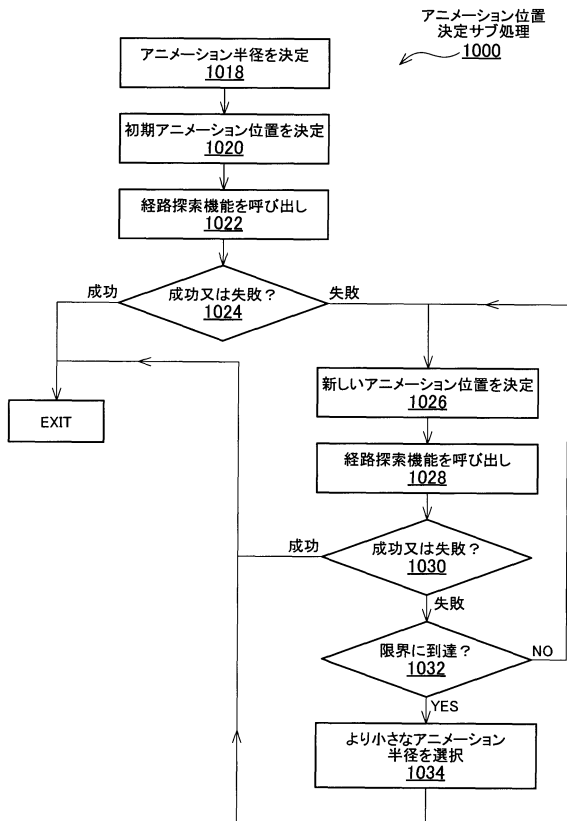 アニメーション位置
決定サブ処理
1000
アニメーション半径を決定
1018
初期アニメーション位置を決定
1020
経路探索機能を呼び出し
1022
成功又は失敗？
1024
成功
失敗
新しいアニメーション位置を決定
1026
EXIT
経路探索機能を呼び出し
1028
成功又は失敗？
1030
成功
失敗
限界に到達？
1032
NO
YES
より小さなアニメーション
半径を選択
1034